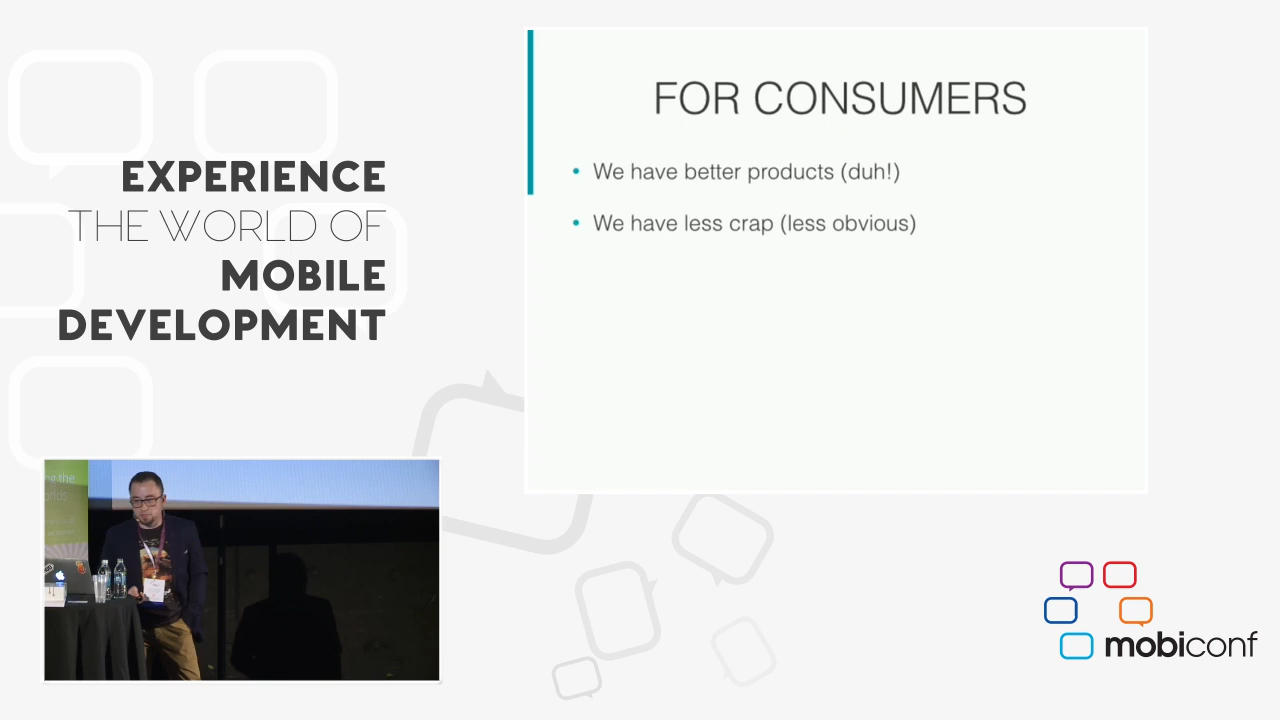 EXPERIENCE
THE WORLD OF
MOBILE
DEVELOPMENT
FOR CONSUMERS
• We have better products (duh!)
• We have less crap (less obvious)
mobiconf